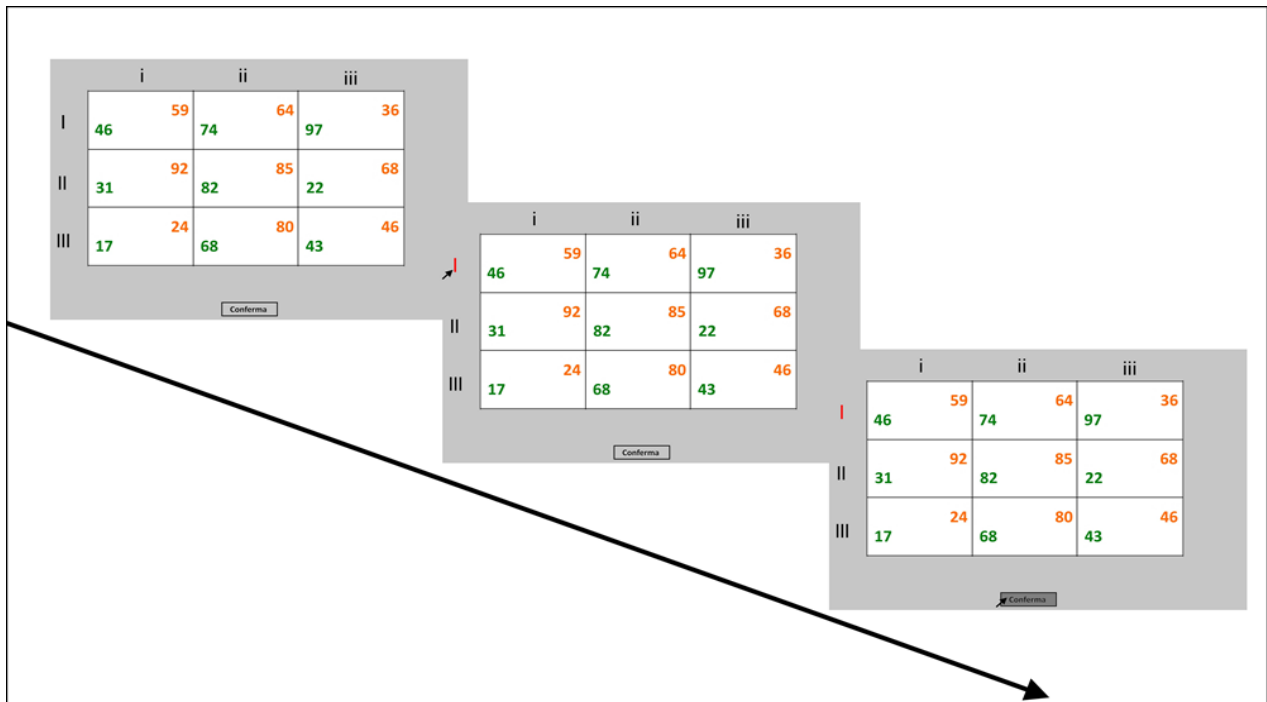 i ii iii
I 59 64 36
46 74 97
II 92 85 68
31 82 22
III 24 80 46
17 68 43
Conferma
i ii iii
I 59 64 36
46 74 97
II 92 85 68
31 82 22
III 24 80 46
17 68 43
Conferma
i ii iii
I 59 64 36
46 74 97
II 92 85 68
31 82 22
III 24 80 46
17 68 43
Conferma